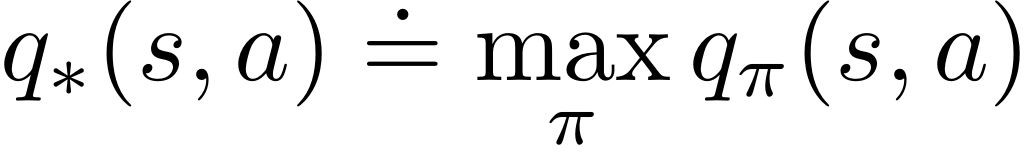 q_*(s, a) ≐ max_π q_π(s, a)